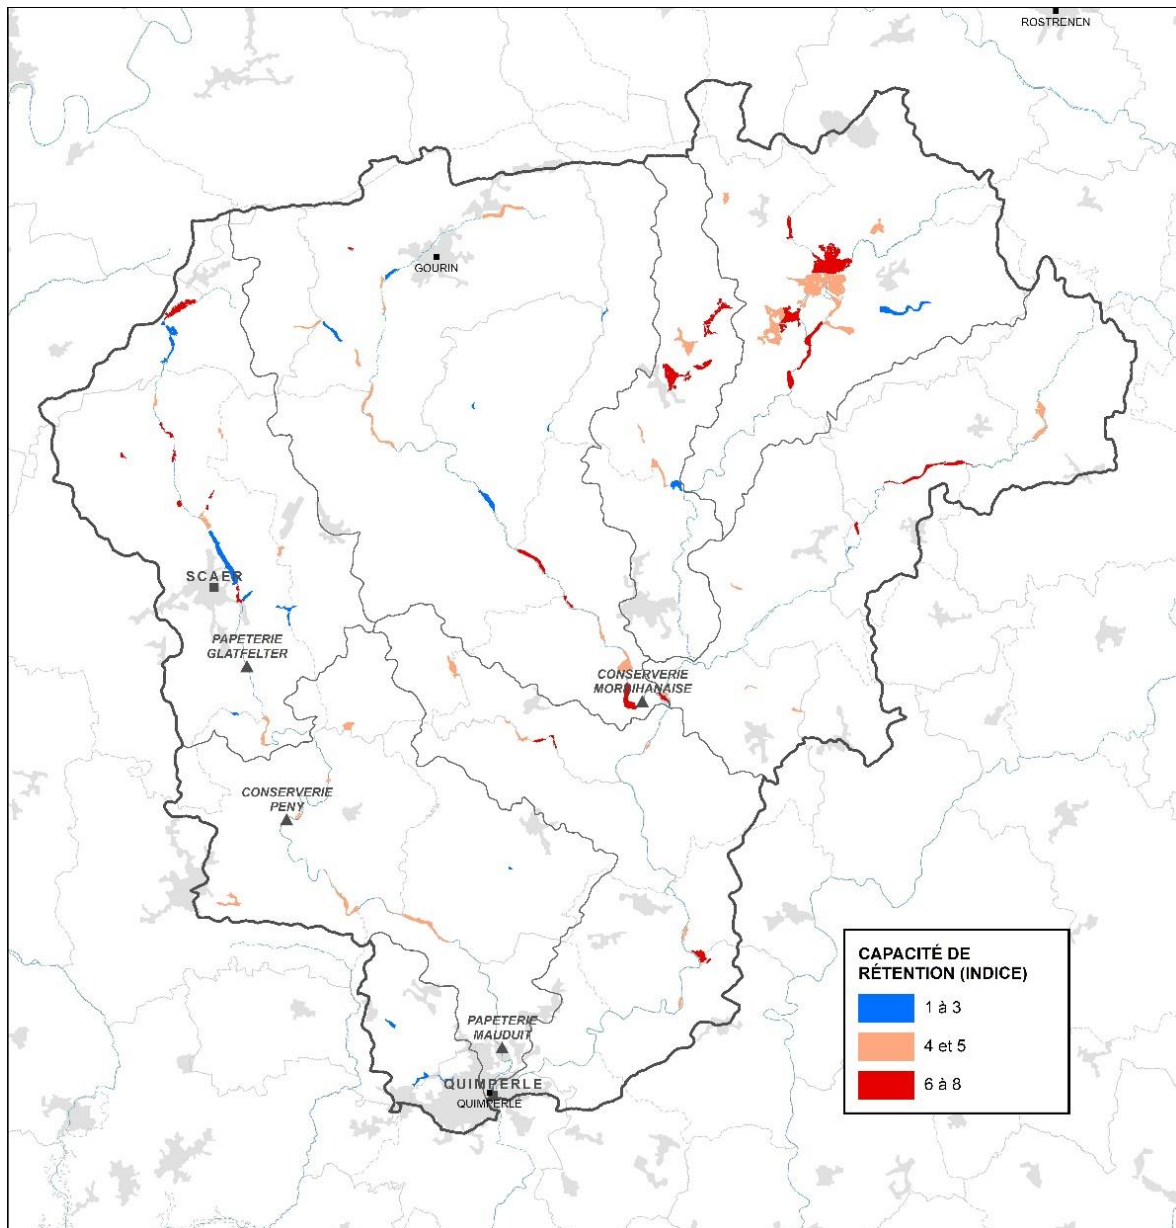 ROSTRENEN
GOURIN
SCAER
PAPETERIE
GLATFELTER
CONSERVERIE
MORBIHANAISE
CONSERVERIE
PENY
PAPETERIE
MAUDUIT
QUIMPERLE
QUIMPERLÉ
CAPACITÉ DE
RÉTENTION (INDICE)
1 à 3
4 et 5
6 à 8